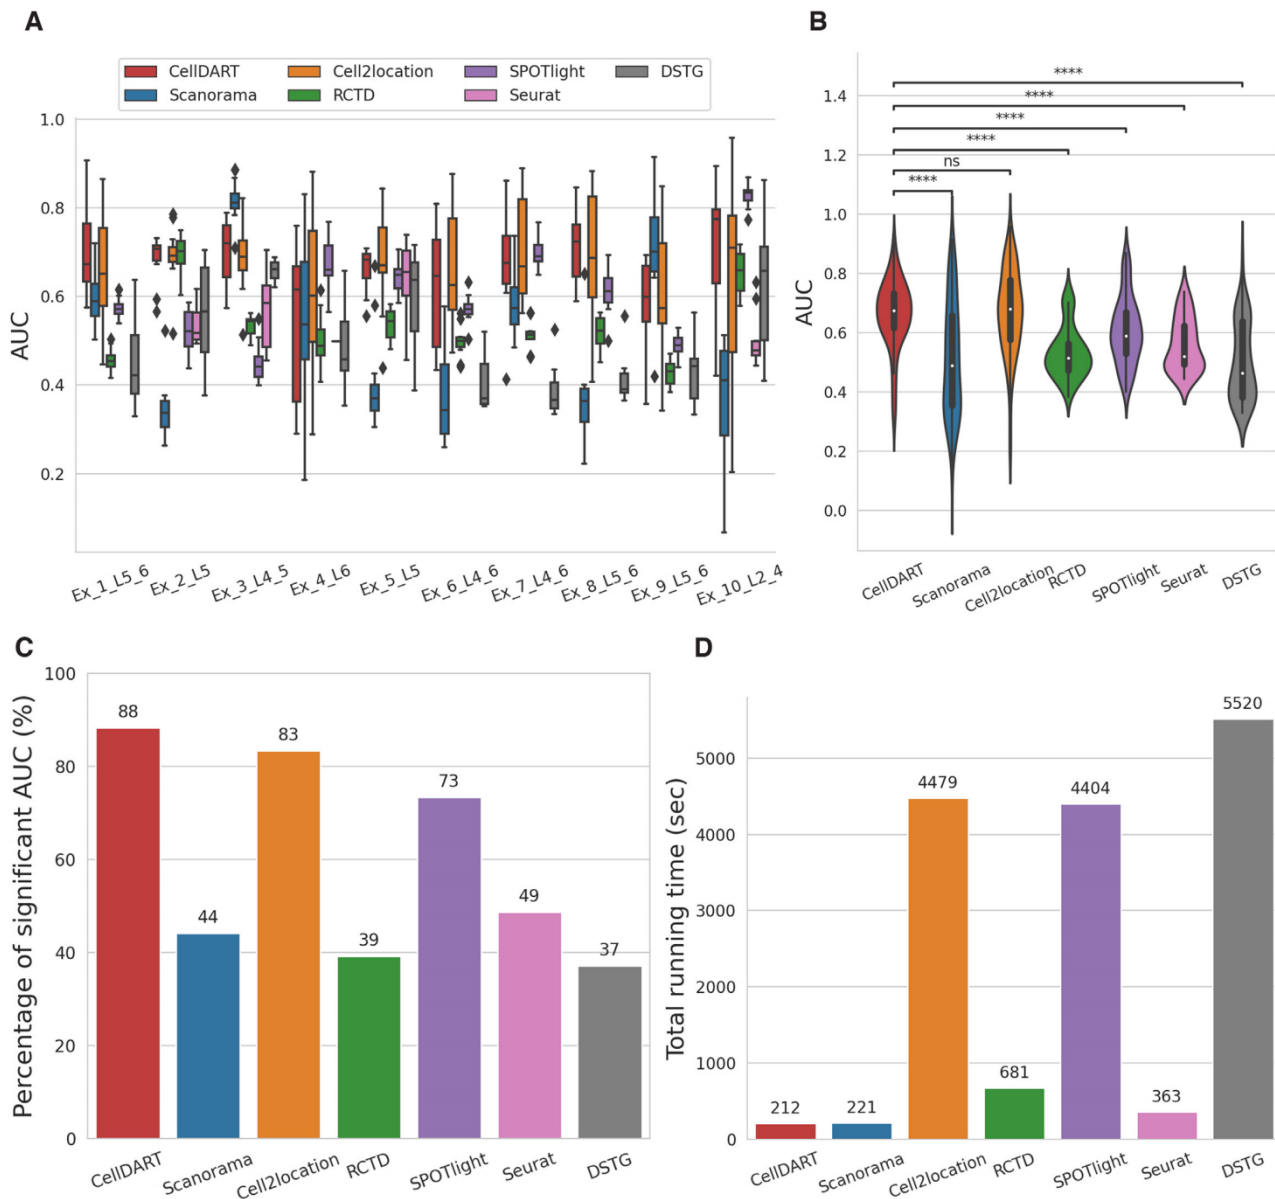 A
CellDART
Cell2location
SPOTlight
DSTG
Scanorama
RCTD
Seurat
AUC
1.0
0.8
0.6
0.4
0.2
Ex_1_L5_6
Ex_2_L5
Ex_3_L4_5
Ex_4_L6
Ex_5_L5
Ex_6_L4_6
Ex_7_L4_6
Ex_8_L5_6
Ex_9_L5_6
Ex_10_L2_4
B
AUC
1.4
1.2
1.0
0.8
0.6
0.4
0.2
0.0
****
****
****
****
ns
****
CellDART
Scanorama
Cell2location
RCTD
SPOTlight
Seurat
DSTG
C
Percentage of significant AUC (%)
100
80
60
40
20
0
88
44
83
39
73
49
37
CellDART
Scanorama
Cell2location
RCTD
SPOTlight
Seurat
DSTG
D
Total running time (sec)
5000
4000
3000
2000
1000
0
212
221
4479
681
4404
363
5520
CellDART
Scanorama
Cell2location
RCTD
SPOTlight
Seurat
DSTG